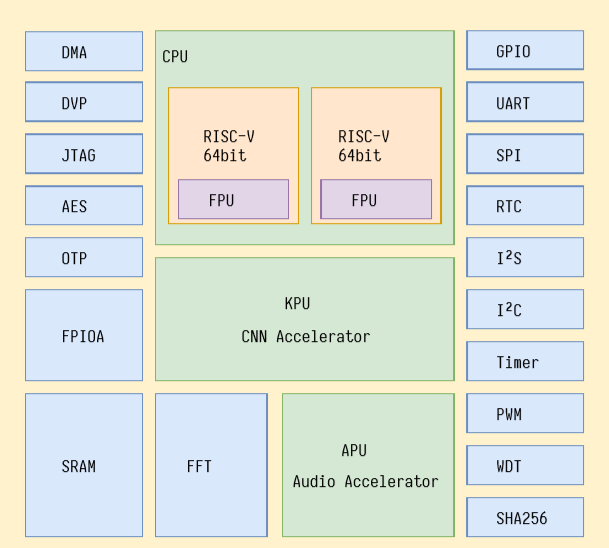 DMA
DVP
JTAG
AES
OTP
FPIOA
SRAM
CPU
RISC-V
64bit
FPU
RISC-V
64bit
FPU
KPU
CNN Accelerator
FFT
APU
Audio Accelerator
GPIO
UART
SPI
RTC
I²S
I²C
Timer
PWM
WDT
SHA256